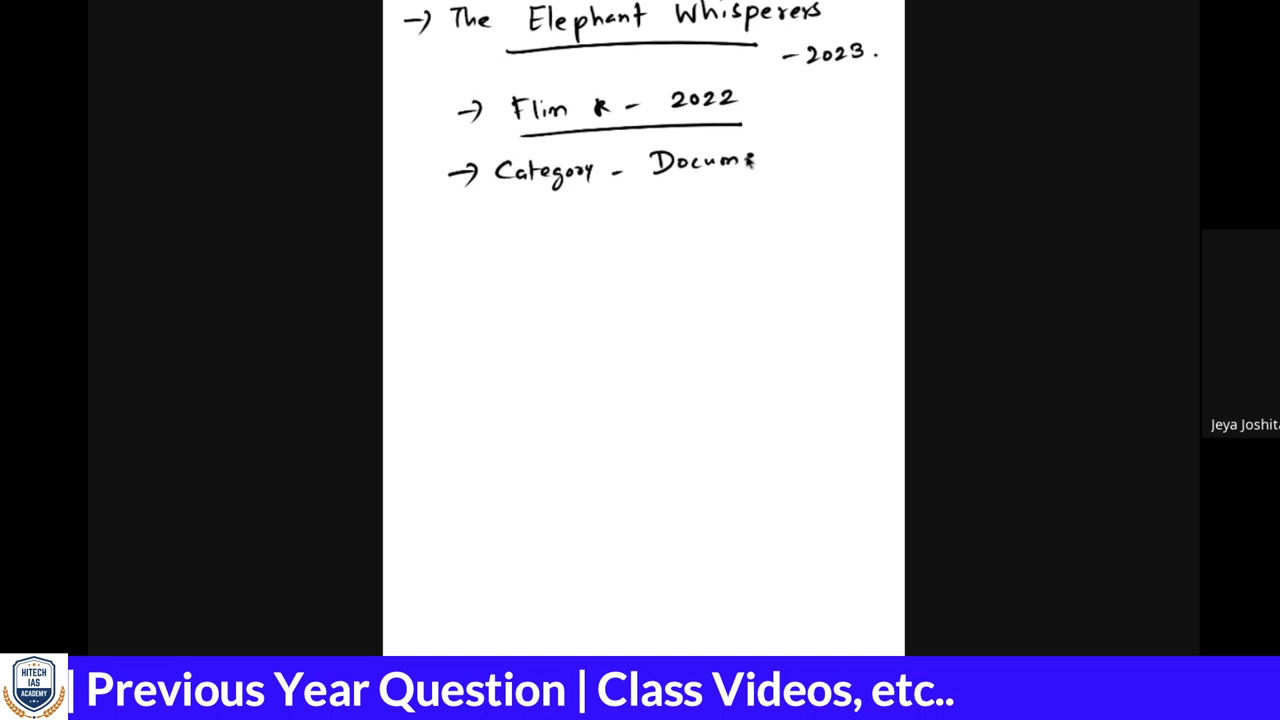 → The Elephant Whisperers
- 2023.
→ Flim - 2022
→ Category - Docum
Jeya Joshit
HITECH
IAS
ACADEMY
| Previous Year Question | Class Videos, etc..